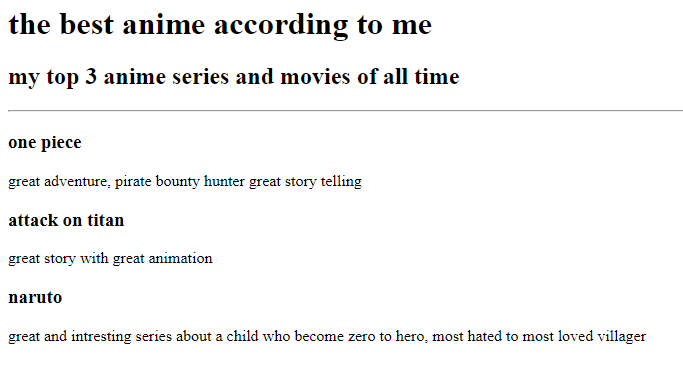 the best anime according to me
my top 3 anime series and movies of all time
one piece
great adventure, pirate bounty hunter great story telling
attack on titan
great story with great animation
naruto
great and intresting series about a child who become zero to hero, most hated to most loved villager